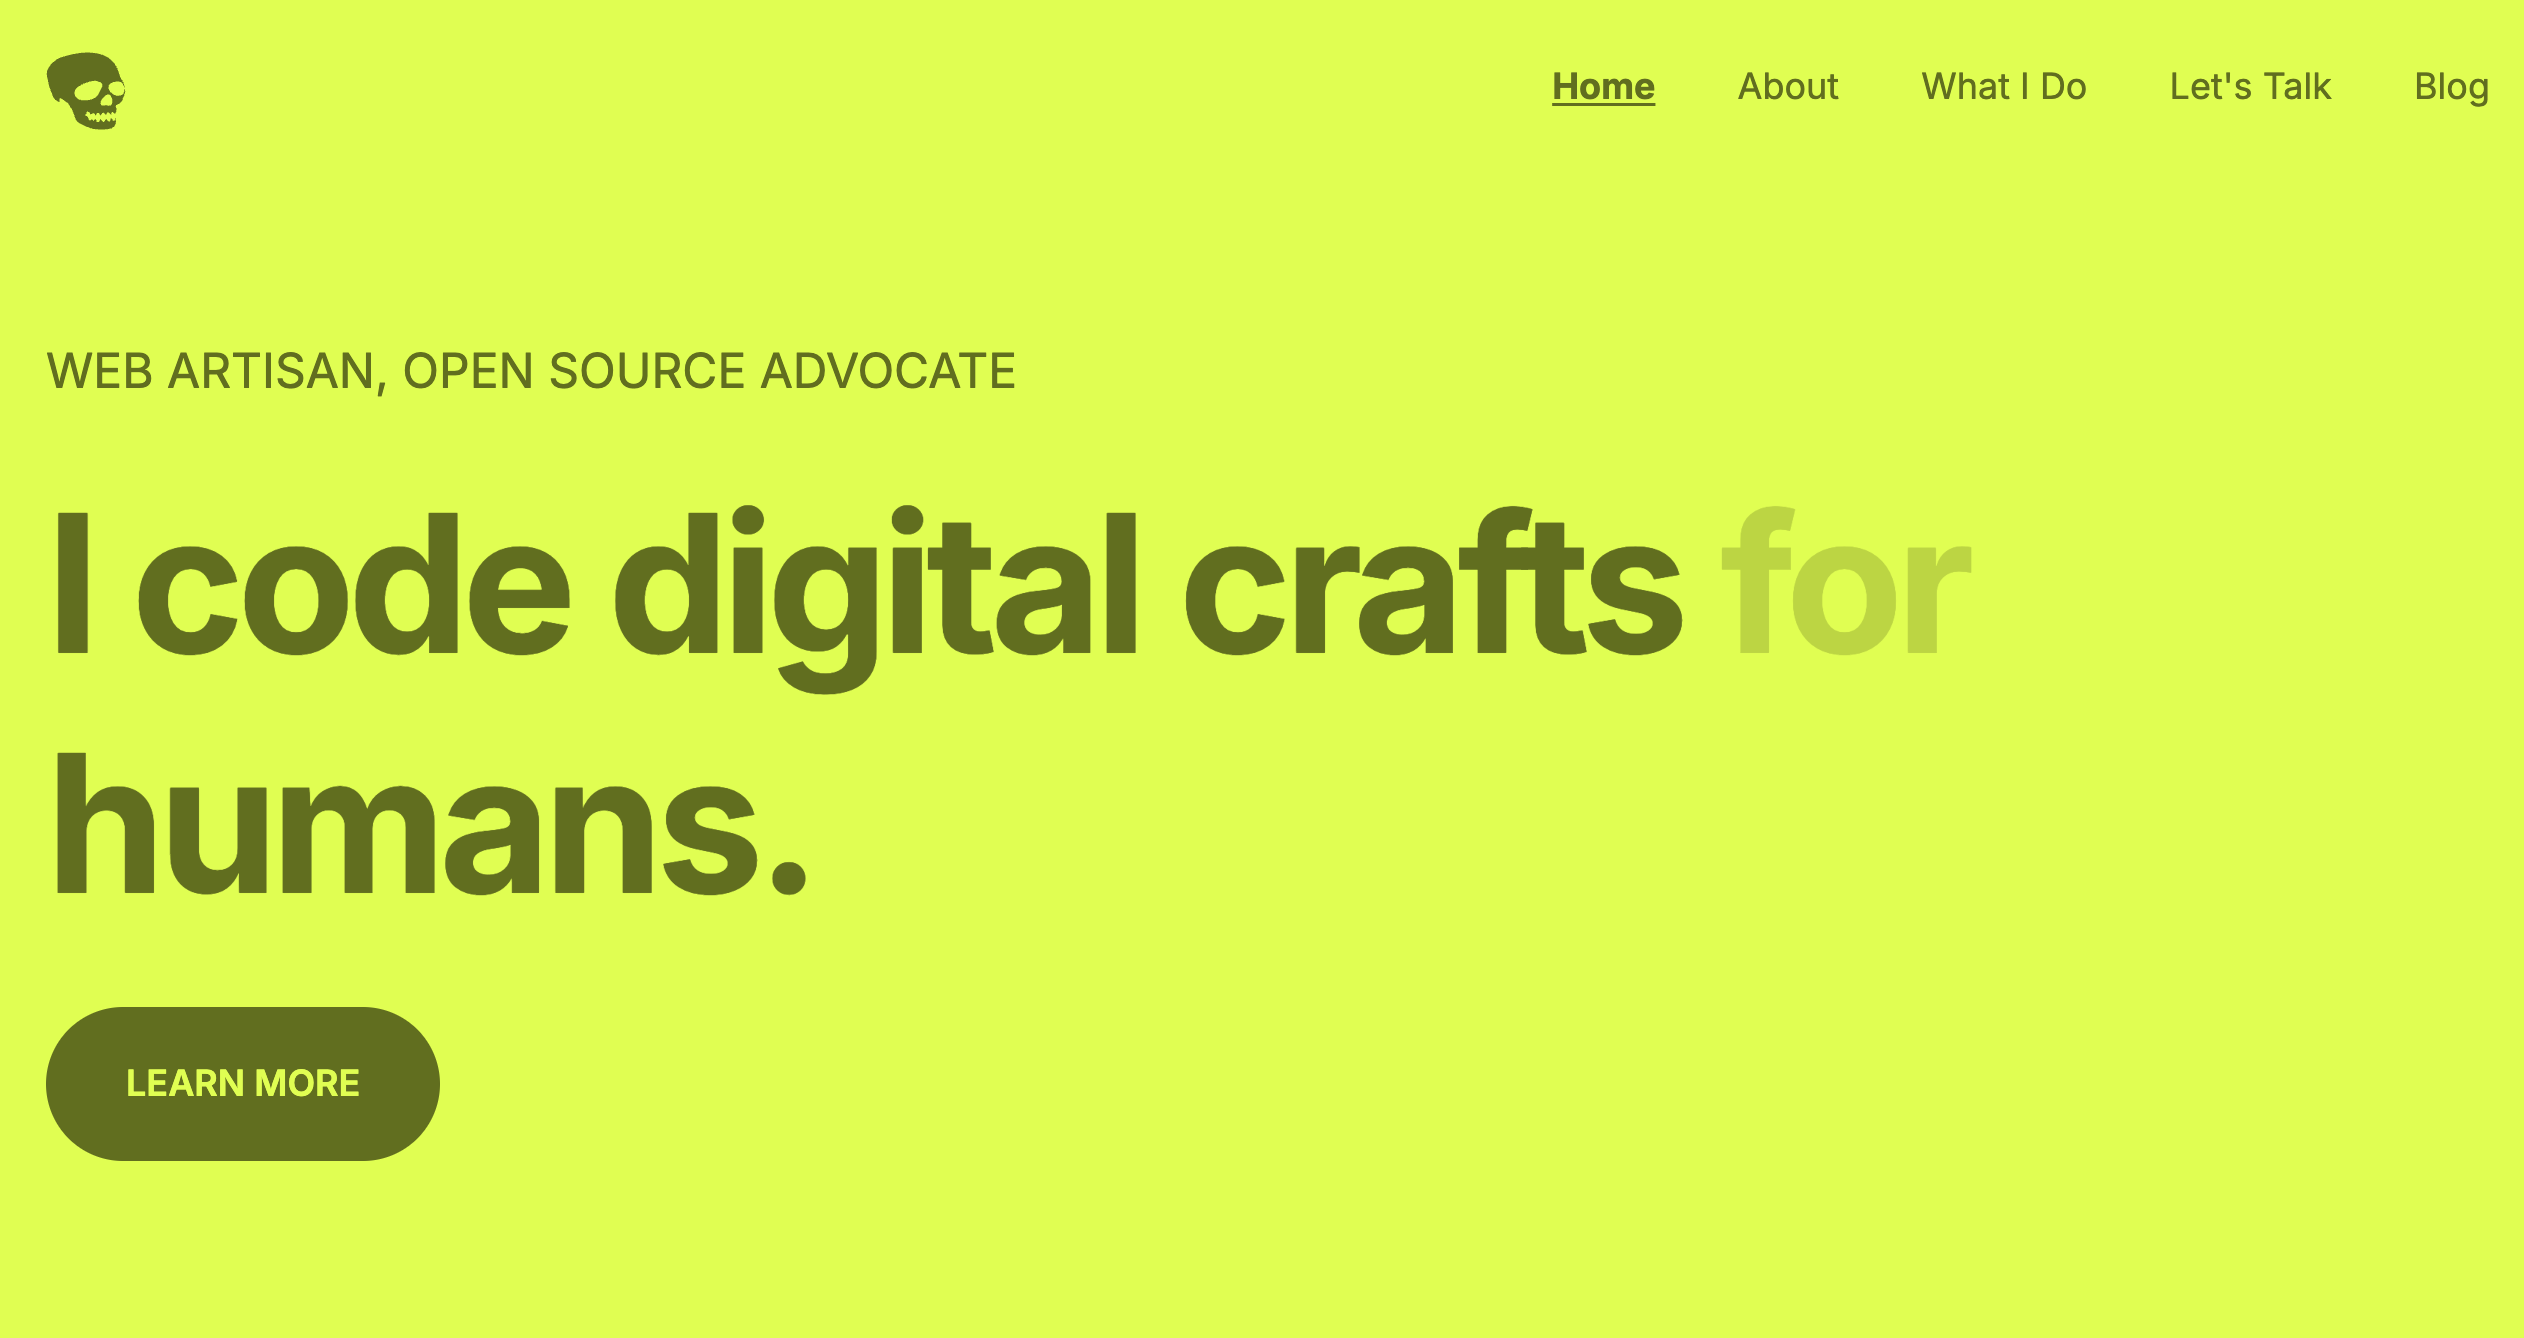 Home About What I Do Let's Talk Blog
WEB ARTISAN, OPEN SOURCE ADVOCATE
I code digital crafts for
humans.
LEARN MORE